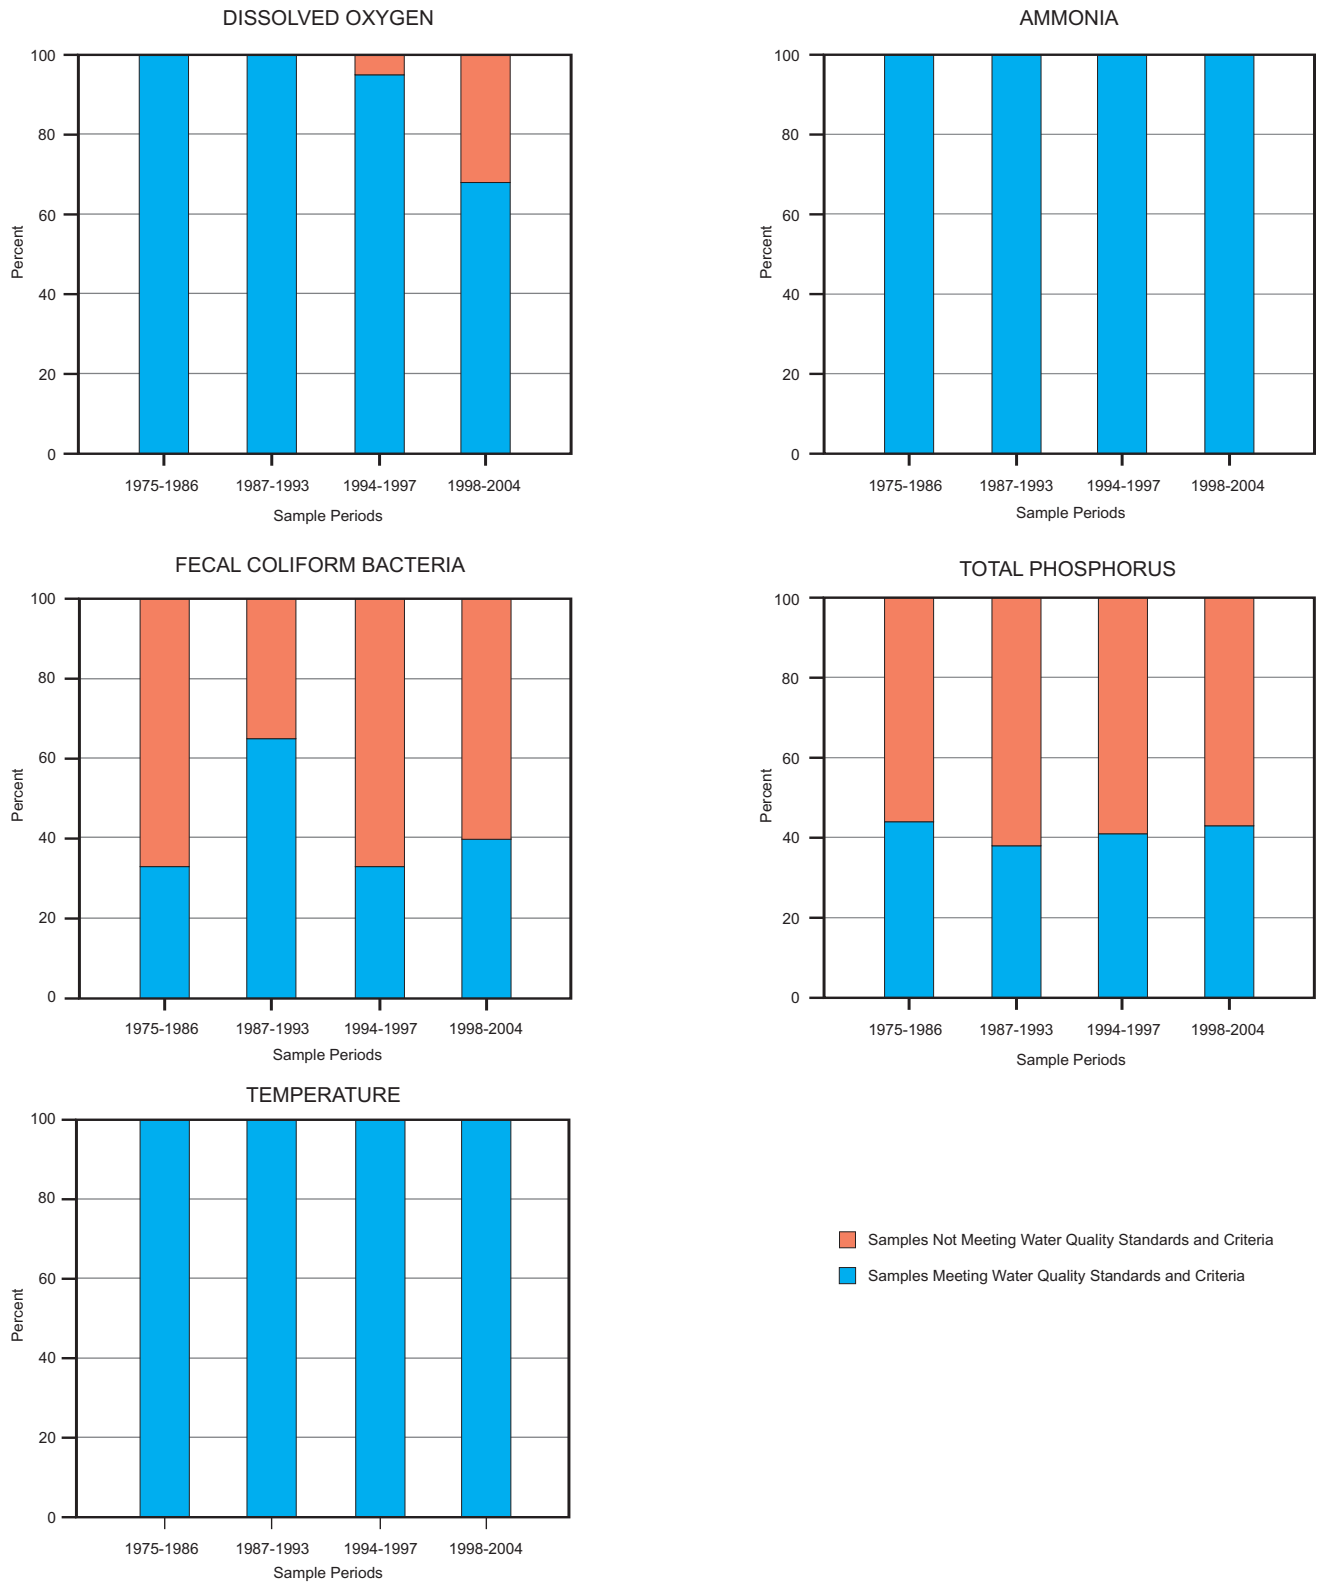 DISSOLVED OXYGEN
100
80
60
40
20
0
Percent
1975-1986 1987-1993 1994-1997 1998-2004
Sample Periods
AMMONIA
100
80
60
40
20
0
Percent
1975-1986 1987-1993 1994-1997 1998-2004
Sample Periods
FECAL COLIFORM BACTERIA
100
80
60
40
20
0
Percent
1975-1986 1987-1993 1994-1997 1998-2004
Sample Periods
TOTAL PHOSPHORUS
100
80
60
40
20
0
Percent
1975-1986 1987-1993 1994-1997 1998-2004
Sample Periods
TEMPERATURE
100
80
60
40
20
0
Percent
1975-1986 1987-1993 1994-1997 1998-2004
Sample Periods
Samples Not Meeting Water Quality Standards and Criteria
Samples Meeting Water Quality Standards and Criteria